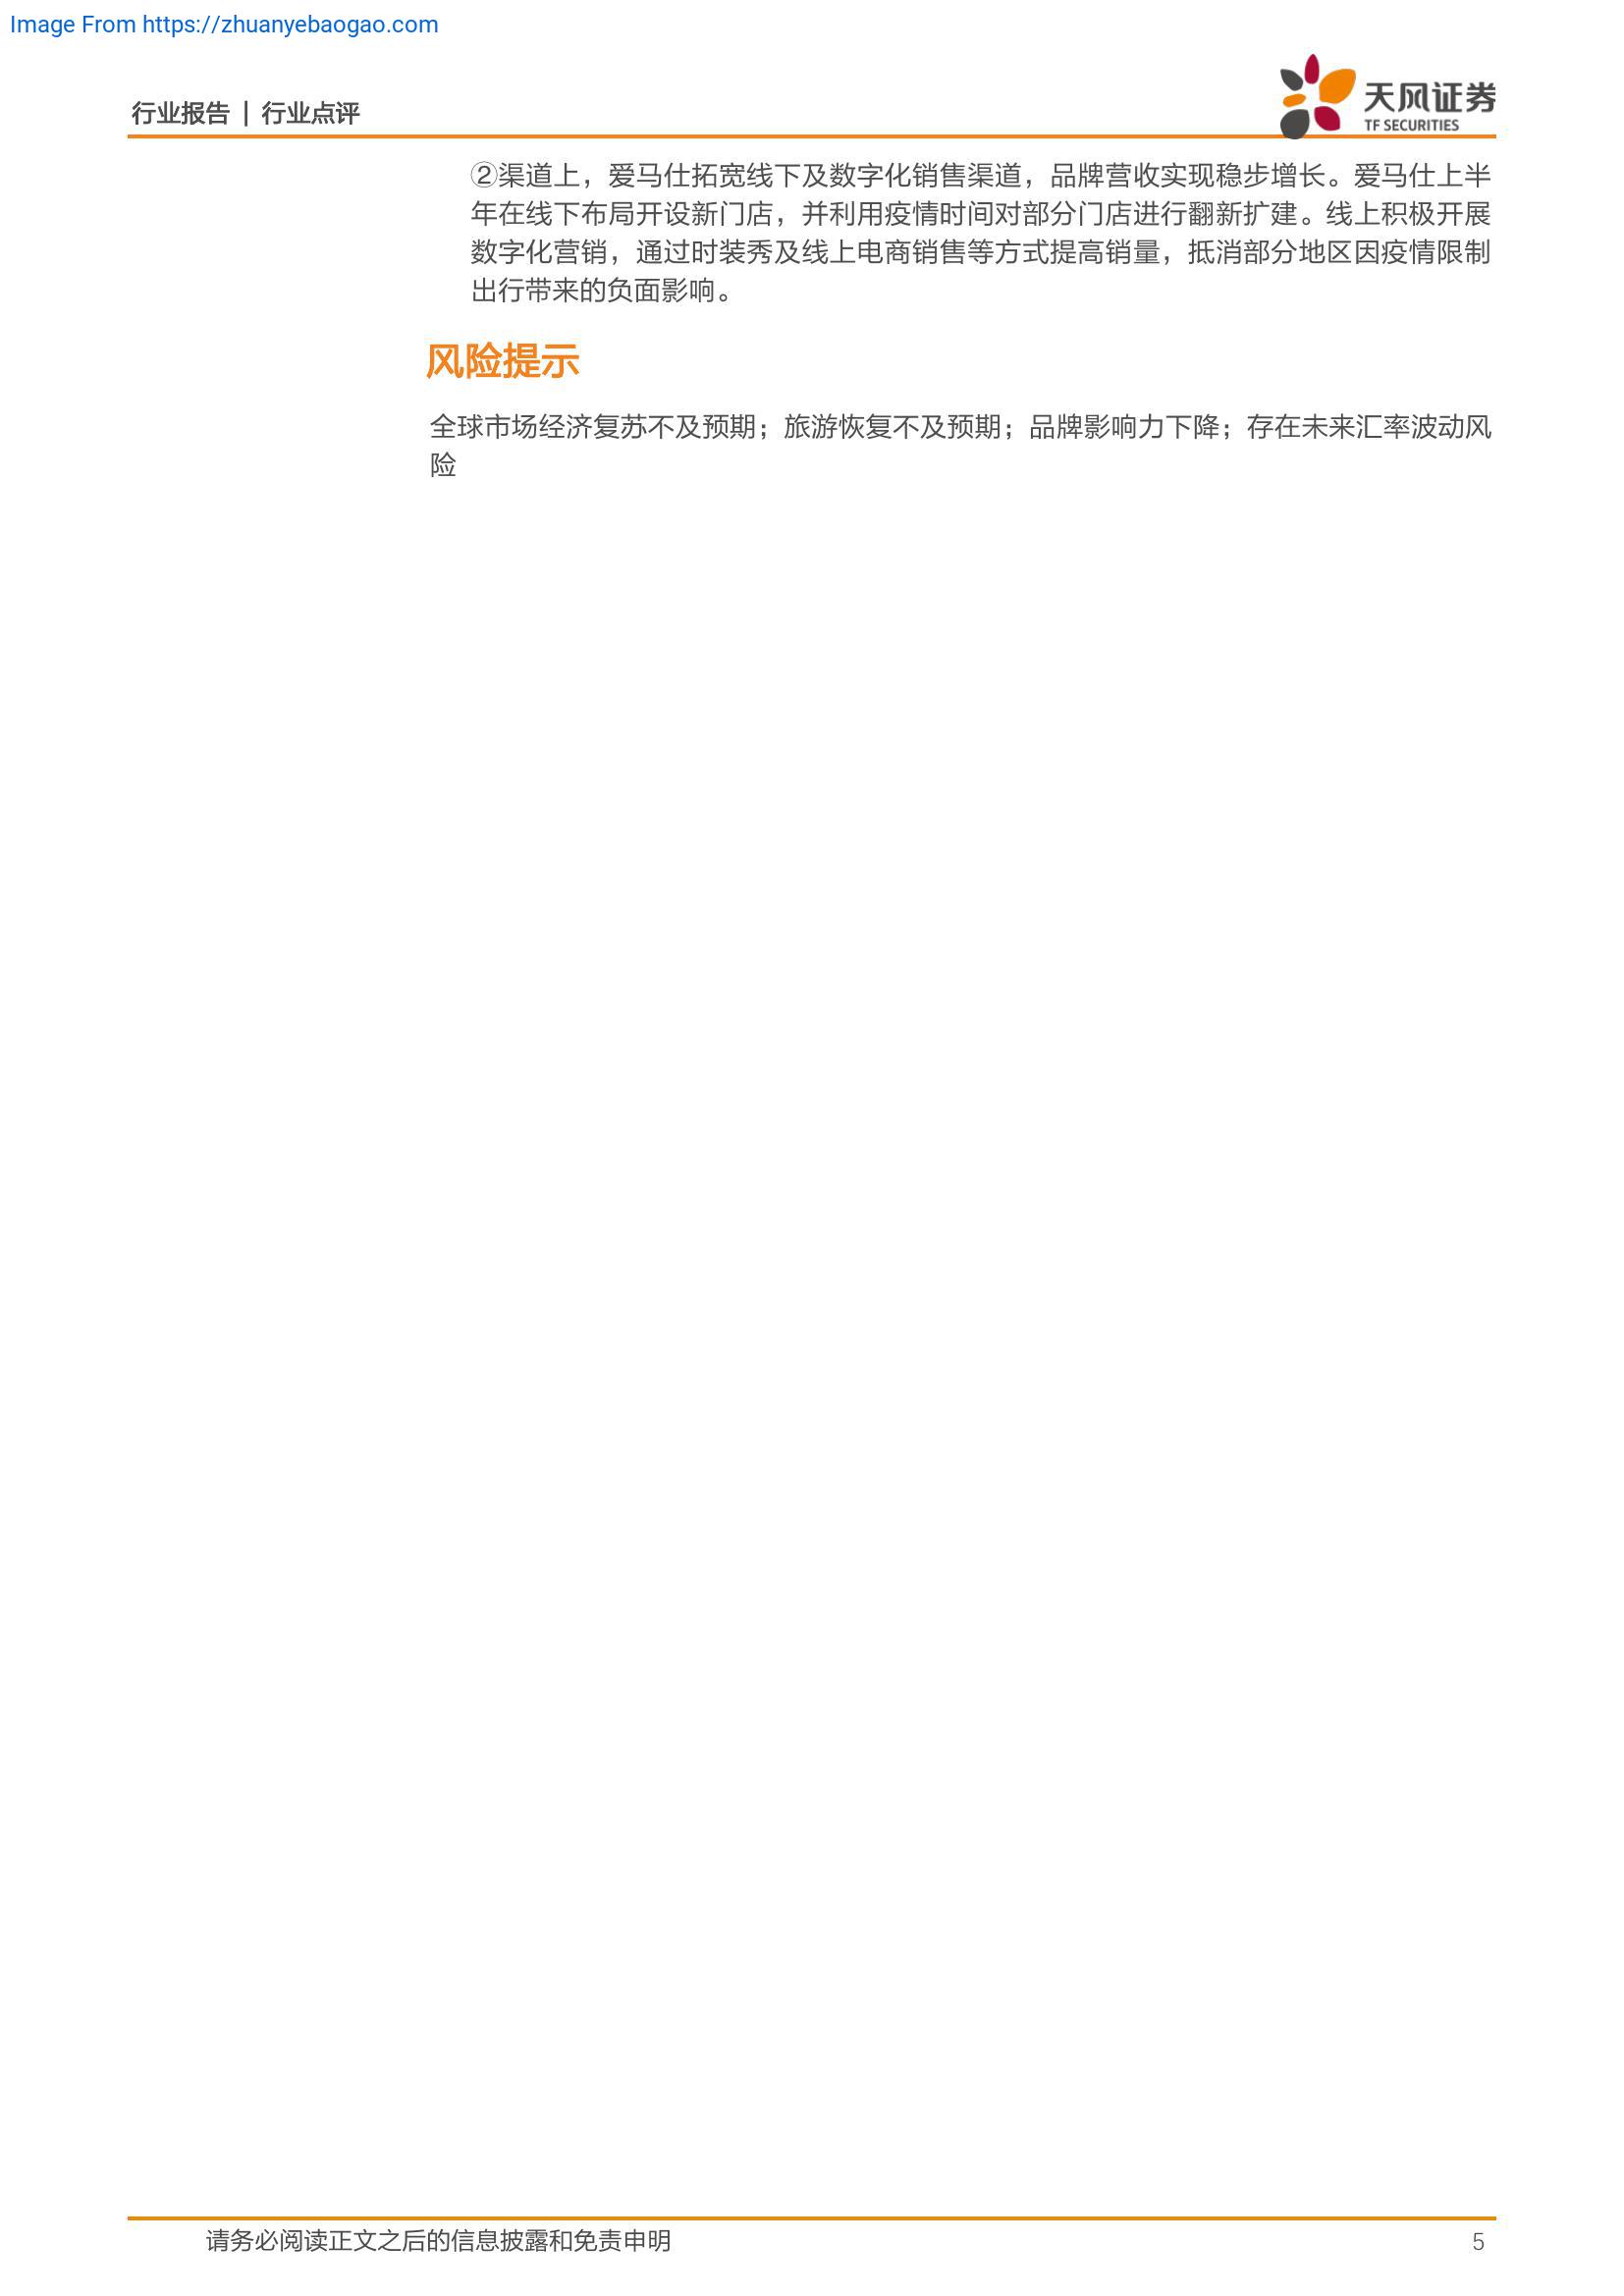 Image From https://zhuanyebaogao.com
行业报告 | 行业点评
天风证券
TF SECURITIES
②渠道上，爱马仕拓宽线下及数字化销售渠道，品牌营收实现稳步增长。爱马仕上半
年在线下布局开设新门店，并利用疫情时间对部分门店进行翻新扩建。线上积极开展
数字化营销，通过时装秀及线上电商销售等方式提高销量，抵消部分地区因疫情限制
出行带来的负面影响。
风险提示
全球市场经济复苏不及预期；旅游恢复不及预期；品牌影响力下降；存在未来汇率波动风
险
请务必阅读正文之后的信息披露和免责申明
5